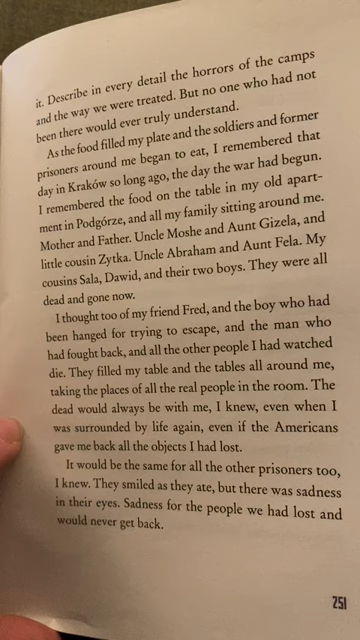 it. Describe in every detail the horrors of the camps
and the way we were treated. But no one who had not
been there would ever truly understand.
As the food filled my plate and the soldiers and former
prisoners around me began to eat, I remembered that
day in Kraków so long ago, the day the war had begun.
I remembered the food on the table in my old apart-
ment in Podgórze, and all my family sitting around me.
Mother and Father. Uncle Moshe and Aunt Gizela, and
little cousin Zytka. Uncle Abraham and Aunt Fela. My
cousins Sala, Dawid, and their two boys. They were all
dead and gone now.
I thought too of my friend Fred, and the boy who had
been hanged for trying to escape, and the man who
had fought back, and all the other people I had watched
die. They filled my table and the tables all around me,
taking the places of all the real people in the room. The
dead would always be with me, I knew, even when I
was surrounded by life again, even if the Americans
gave me back all the objects I had lost.
It would be the same for all the other prisoners too,
I knew. They smiled as they ate, but there was sadness
in their eyes. Sadness for the people we had lost and
would never get back.
251